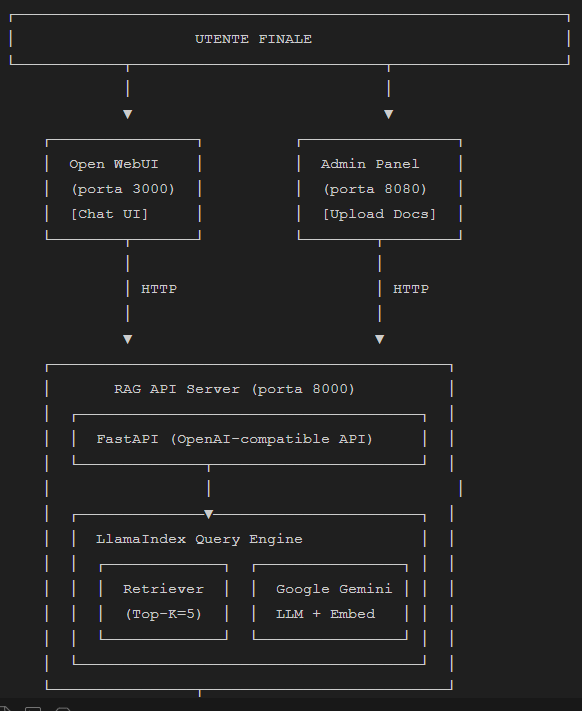 UTENTE FINALE
Open WebUI
(porta 3000)
[Chat UI]
Admin Panel
(porta 8080)
[Upload Docs]
HTTP
HTTP
RAG API Server (porta 8000)
FastAPI (OpenAI-compatible API)
LlamaIndex Query Engine
Retriever
(Top-K=5)
Google Gemini
LLM + Embed